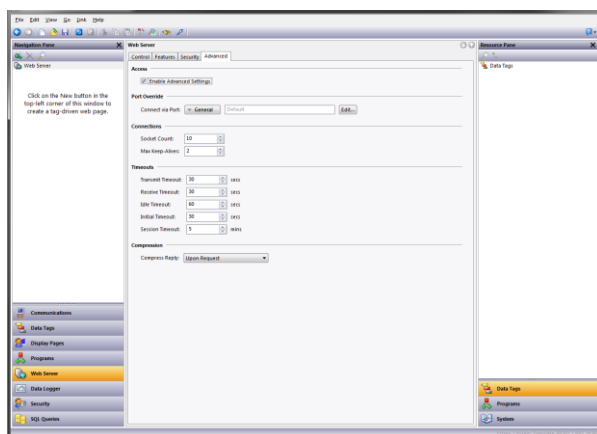 File Edit View Go Link Help
Navigation Pane
Web Server
Click on the New button in the
top-left corner of this window to
create a tag-driven web page.
Communications
Data Tags
Display Pages
Programs
Web Server
Data Logger
Security
SQL Queries
Web Server
Control Features Security Advanced
Access
Enable Advanced Settings
Port Override
Connect via Port: General Default Edit...
Connections
Socket Count: 10
Max Keep-Alives: 2
Timeouts
Transmit Timeout: 30 secs
Receive Timeout: 30 secs
Idle Timeout: 60 secs
Initial Timeout: 30 secs
Session Timeout: 5 mins
Compression
Compress Reply: Upon Request
Resource Pane
Data Tags
Data Tags
Programs
System